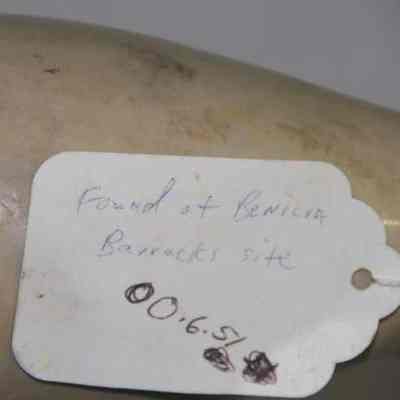 Found at Benicia
Barracks site
00.6.51